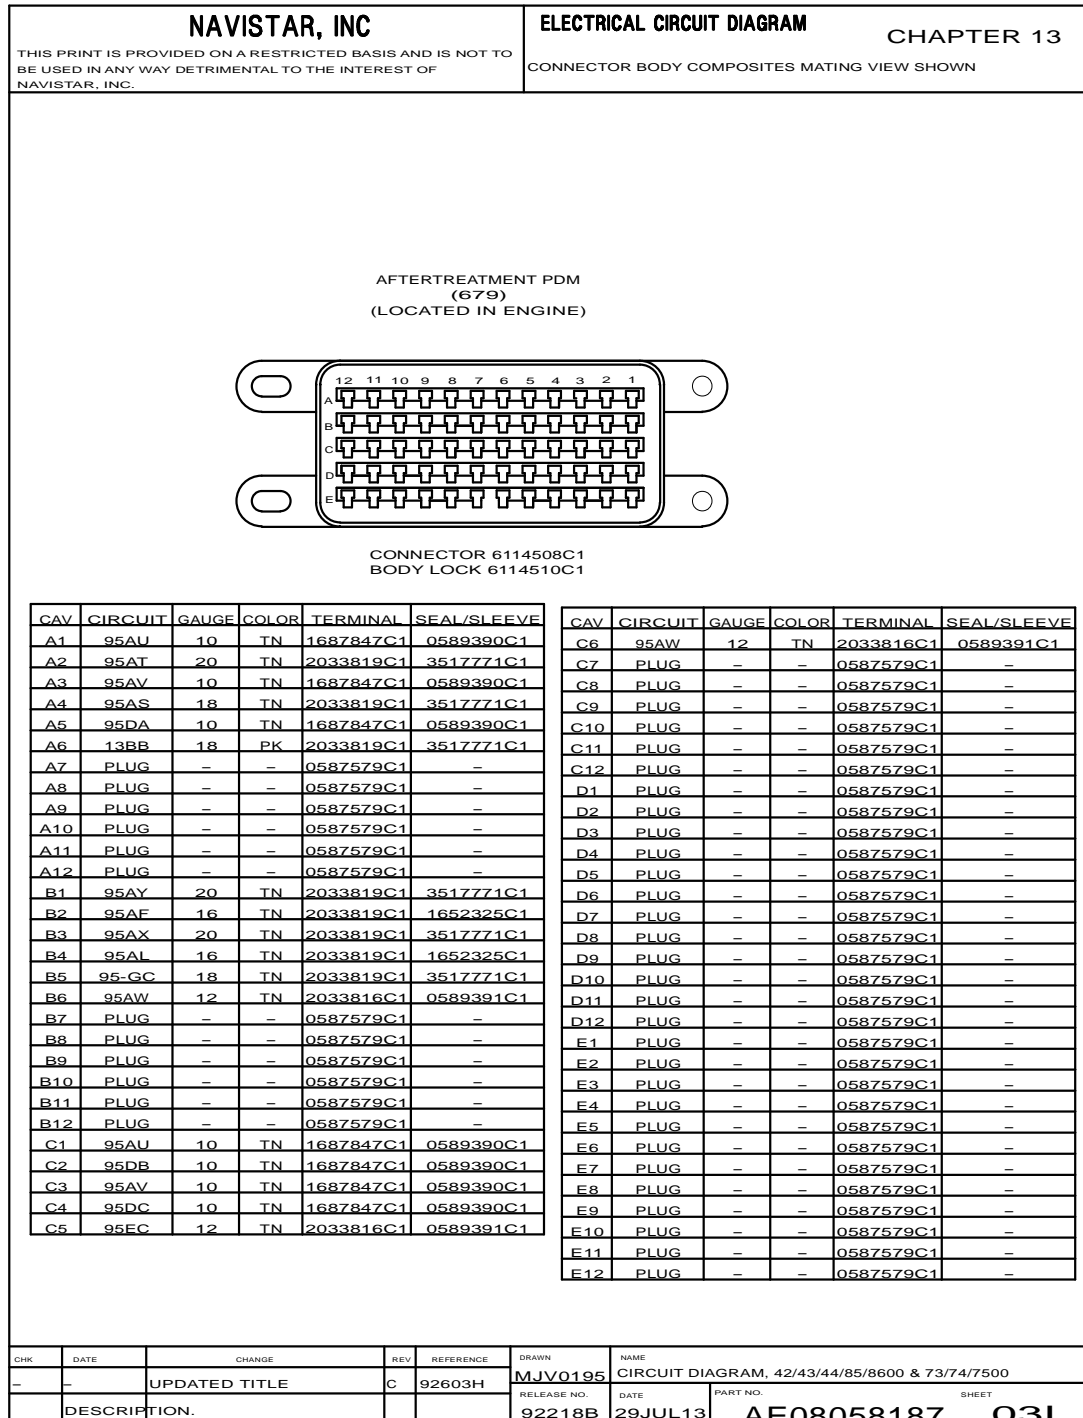 NAVISTAR, INC
THIS PRINT IS PROVIDED ON A RESTRICTED BASIS AND IS NOT TO
BE USED IN ANY WAY DETRIMENTAL TO THE INTEREST OF
NAVISTAR, INC.
ELECTRICAL CIRCUIT DIAGRAM
CHAPTER 13
CONNECTOR BODY COMPOSITES MATING VIEW SHOWN
AFTERTREATMENT PDM
(679)
(LOCATED IN ENGINE)
12 11 10 9 8 7 6 5 4 3 2 1
A
B
C
D
E
CONNECTOR 6114508C1
BODY LOCK 6114510C1
CAV CIRCUIT GAUGE COLOR TERMINAL SEAL/SLEEVE
A1 95AU 10 TN 1687847C1 0589390C1
A2 95AT 20 TN 2033819C1 3517771C1
A3 95AV 10 TN 1687847C1 0589390C1
A4 95AS 18 TN 2033819C1 3517771C1
A5 95DA 10 TN 1687847C1 0589390C1
A6 13BB 18 PK 2033819C1 3517771C1
A7 PLUG – – 0587579C1 –
A8 PLUG – – 0587579C1 –
A9 PLUG – – 0587579C1 –
A10 PLUG – – 0587579C1 –
A11 PLUG – – 0587579C1 –
A12 PLUG – – 0587579C1 –
B1 95AY 20 TN 2033819C1 3517771C1
B2 95AF 16 TN 2033819C1 1652325C1
B3 95AX 20 TN 2033819C1 3517771C1
B4 95AL 16 TN 2033819C1 1652325C1
B5 95-GC 18 TN 2033819C1 3517771C1
B6 95AW 12 TN 2033816C1 0589391C1
B7 PLUG – – 0587579C1 –
B8 PLUG – – 0587579C1 –
B9 PLUG – – 0587579C1 –
B10 PLUG – – 0587579C1 –
B11 PLUG – – 0587579C1 –
B12 PLUG – – 0587579C1 –
C1 95AU 10 TN 1687847C1 0589390C1
C2 95DB 10 TN 1687847C1 0589390C1
C3 95AV 10 TN 1687847C1 0589390C1
C4 95DC 10 TN 1687847C1 0589390C1
C5 95EC 12 TN 2033816C1 0589391C1
CAV CIRCUIT GAUGE COLOR TERMINAL SEAL/SLEEVE
C6 95AW 12 TN 2033816C1 0589391C1
C7 PLUG – – 0587579C1 –
C8 PLUG – – 0587579C1 –
C9 PLUG – – 0587579C1 –
C10 PLUG – – 0587579C1 –
C11 PLUG – – 0587579C1 –
C12 PLUG – – 0587579C1 –
D1 PLUG – – 0587579C1 –
D2 PLUG – – 0587579C1 –
D3 PLUG – – 0587579C1 –
D4 PLUG – – 0587579C1 –
D5 PLUG – – 0587579C1 –
D6 PLUG – – 0587579C1 –
D7 PLUG – – 0587579C1 –
D8 PLUG – – 0587579C1 –
D9 PLUG – – 0587579C1 –
D10 PLUG – – 0587579C1 –
D11 PLUG – – 0587579C1 –
D12 PLUG – – 0587579C1 –
E1 PLUG – – 0587579C1 –
E2 PLUG – – 0587579C1 –
E3 PLUG – – 0587579C1 –
E4 PLUG – – 0587579C1 –
E5 PLUG – – 0587579C1 –
E6 PLUG – – 0587579C1 –
E7 PLUG – – 0587579C1 –
E8 PLUG – – 0587579C1 –
E9 PLUG – – 0587579C1 –
E10 PLUG – – 0587579C1 –
E11 PLUG – – 0587579C1 –
E12 PLUG – – 0587579C1 –
CHK DATE CHANGE REV REFERENCE
– – UPDATED TITLE C 92603H
DESCRIPTION.
DRAWN
MJV0195
NAME
CIRCUIT DIAGRAM, 42/43/44/85/8600 & 73/74/7500
RELEASE NO. DATE PART NO. SHEET
92218B 29JUL13 AE08058187 03L